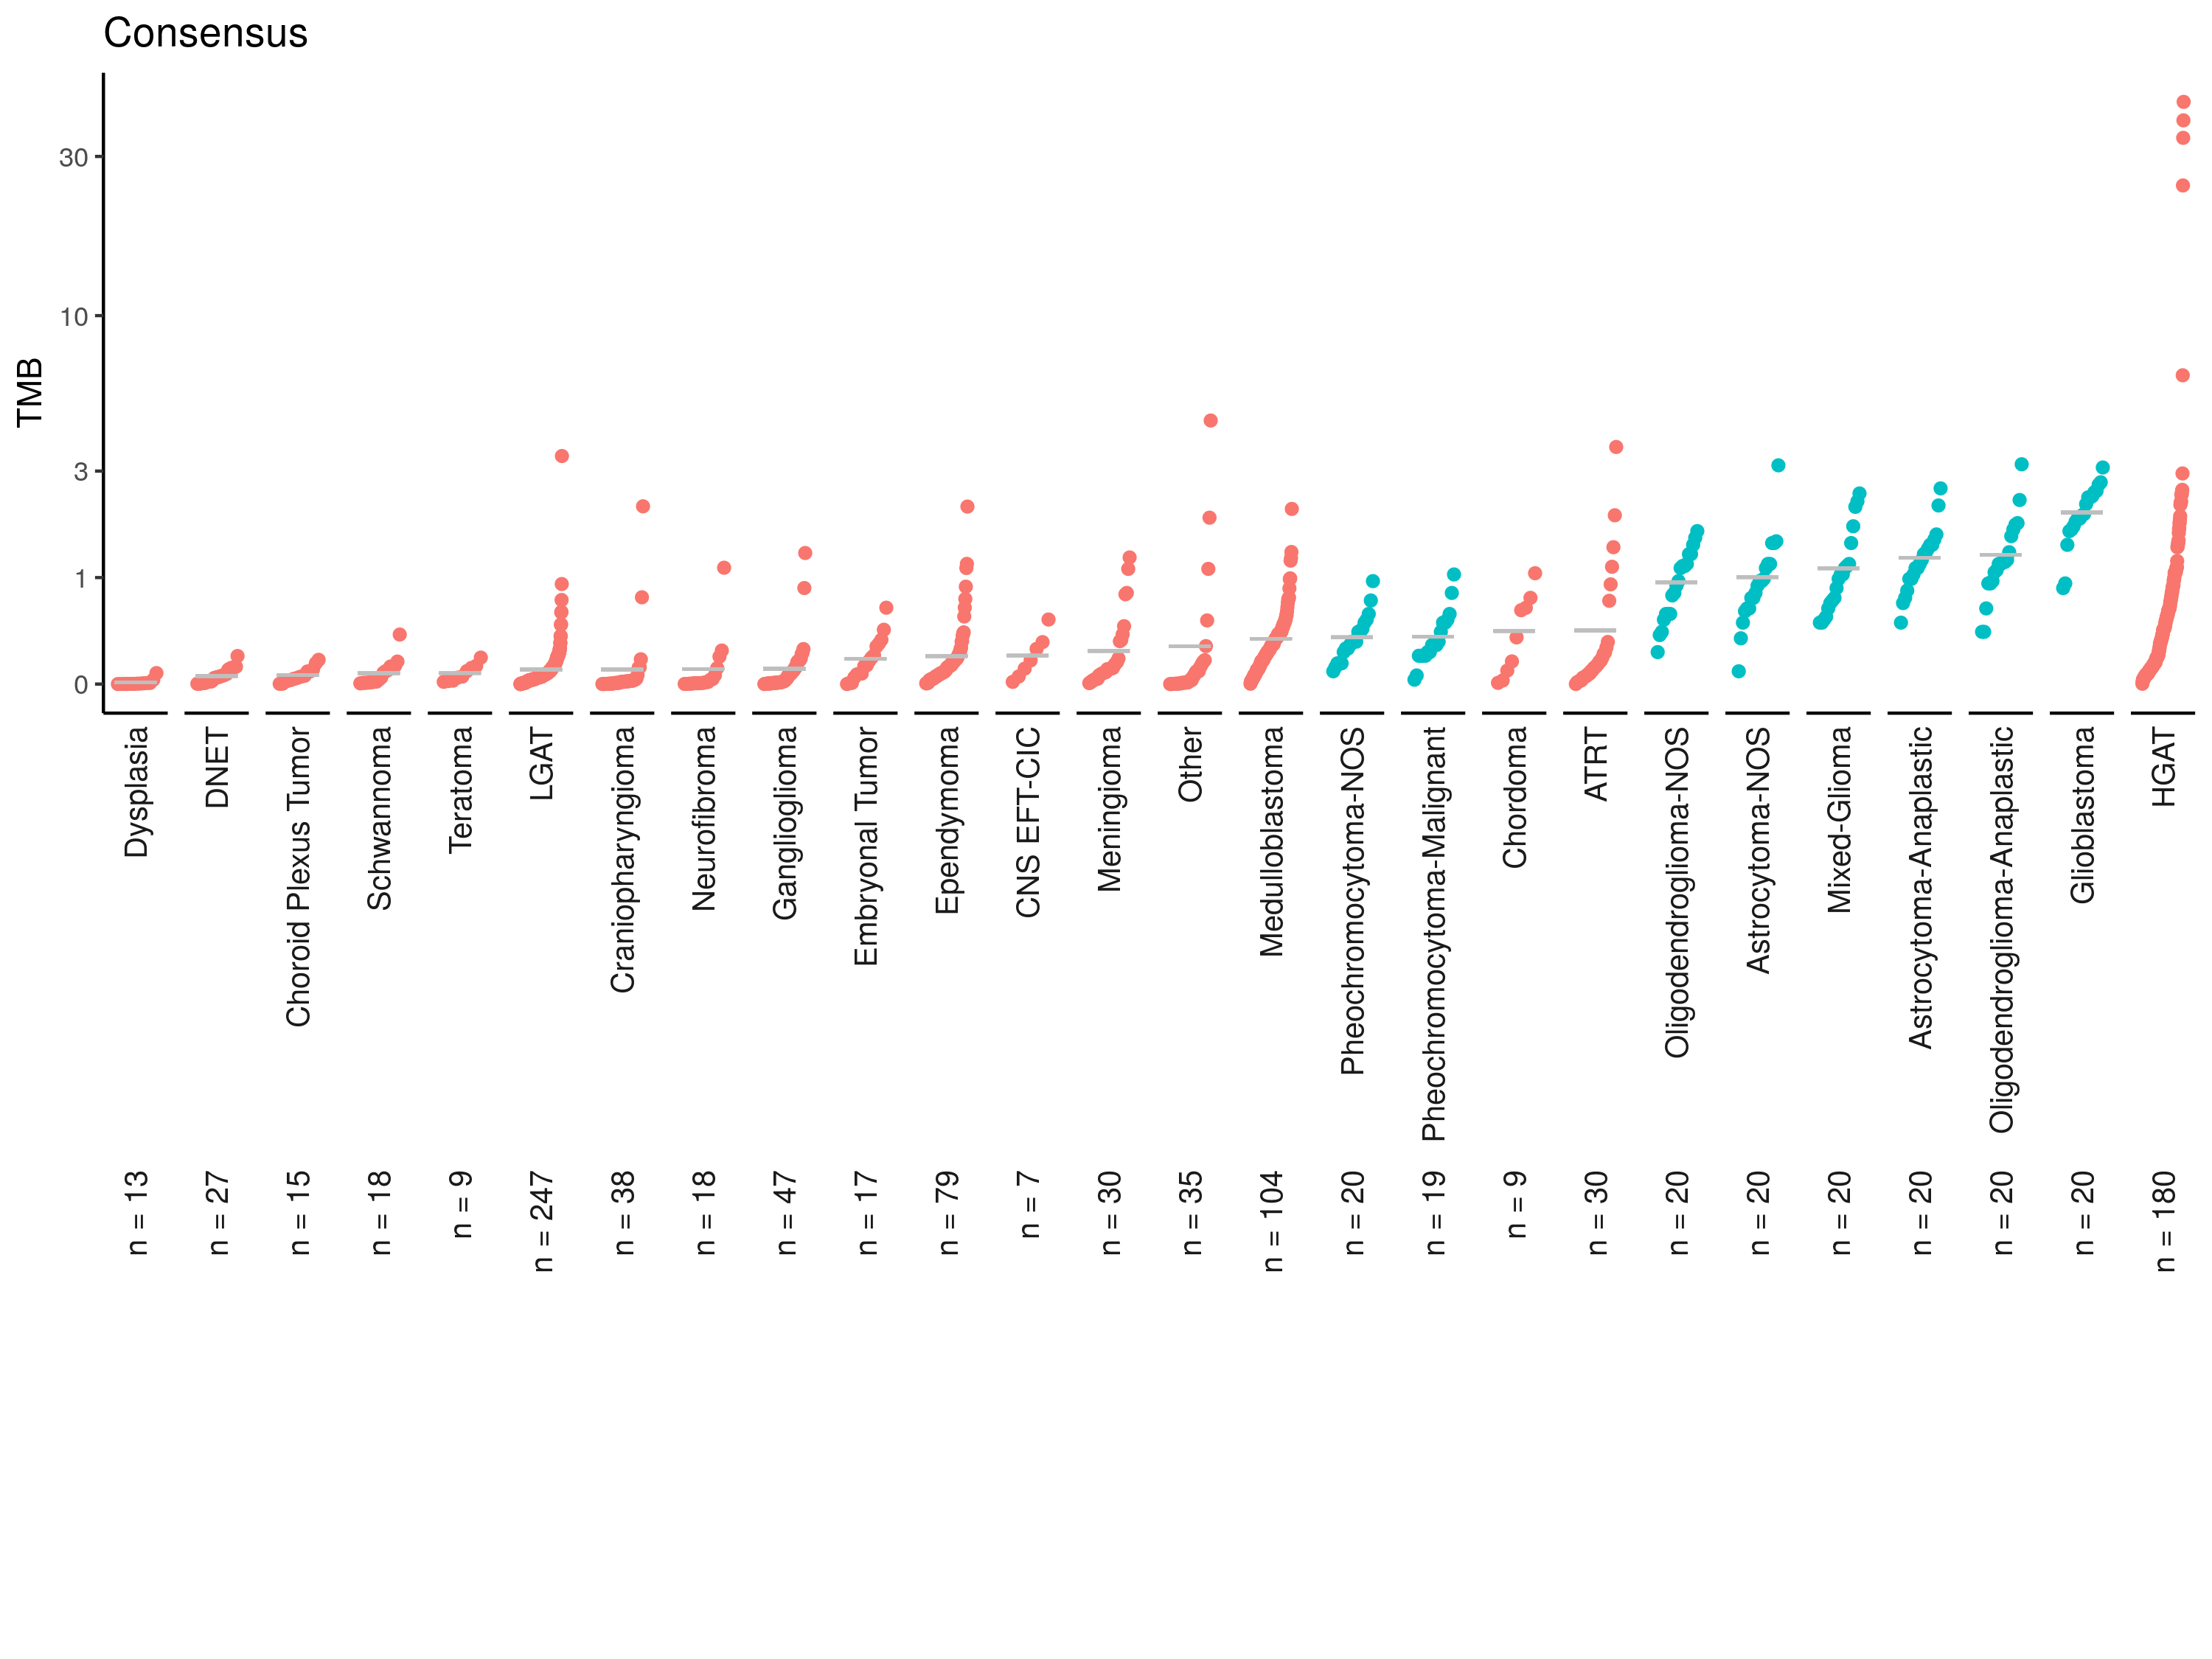 Consensus
TMB
30
10
3
1
0
Dysplasia
DNET
Choroid Plexus Tumor
Schwannoma
Teratoma
LGAT
Craniopharyngioma
Neurofibroma
Ganglioglioma
Embryonal Tumor
Ependymoma
CNS EFT-CIC
Meningioma
Other
Medulloblastoma
Pheochromocytoma-NOS
Pheochromocytoma-Malignant
Chordoma
ATRT
Oligodendroglioma-NOS
Astrocytoma-NOS
Mixed-Glioma
Astrocytoma-Anaplastic
Oligodendroglioma-Anaplastic
Glioblastoma
HGAT
n = 13
n = 27
n = 15
n = 18
n = 9
n = 247
n = 38
n = 18
n = 47
n = 17
n = 79
n = 7
n = 30
n = 35
n = 104
n = 20
n = 19
n = 9
n = 30
n = 20
n = 20
n = 20
n = 20
n = 20
n = 20
n = 180